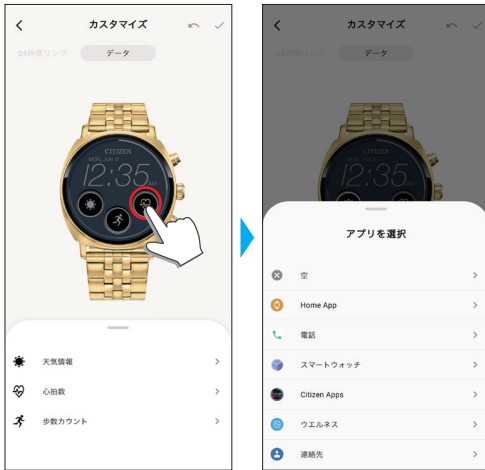 カスタマイズ
24時間リング データ
CITIZEN
MON, JUN 13
12:35
天気情報
心拍数
歩数カウント
カスタマイズ
24時間リング データ
CITIZEN
MON, JUN 13
12:35
アプリを選択
空
Home App
電話
スマートウォッチ
Citizen Apps
ウエルネス
連絡先